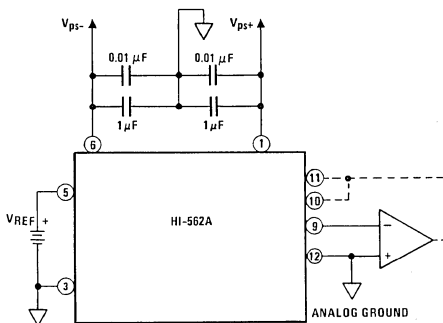 Vps- Vps+
0.01 µF 0.01 µF
1µF 1µF
6 1
11
5 10
VREF + HI-562A 9 −
12 +
3
ANALOG GROUND